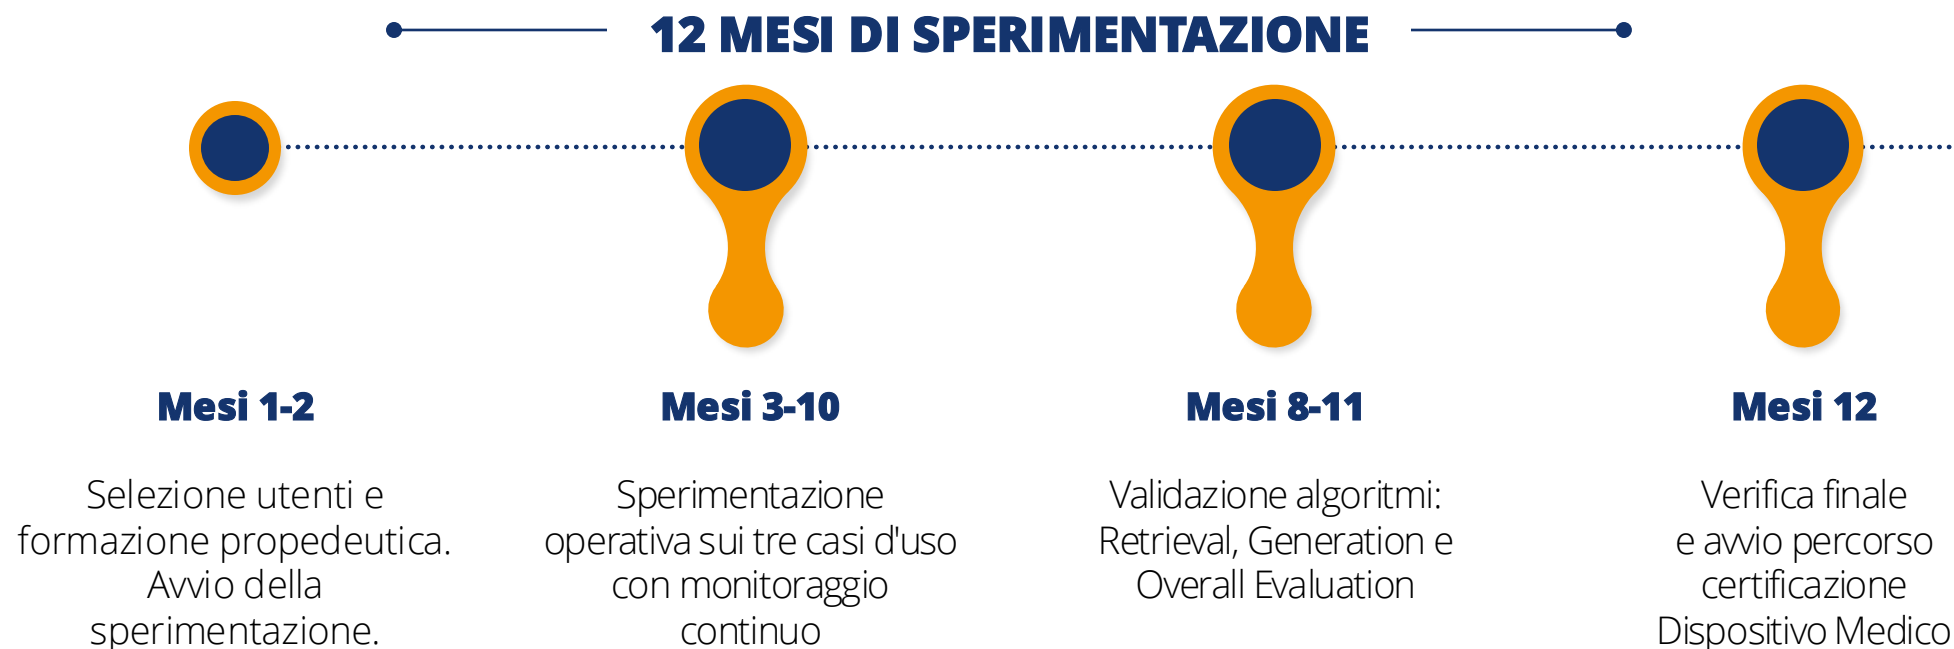 12 MESI DI SPERIMENTAZIONE
Mesi 1-2
Selezione utenti e
formazione propedeutica.
Avvio della
sperimentazione.
Mesi 3-10
Sperimentazione
operativa sui tre casi d'uso
con monitoraggio
continuo
Mesi 8-11
Validazione algoritmi:
Retrieval, Generation e
Overall Evaluation
Mesi 12
Verifica finale
e avvio percorso
certificazione
Dispositivo Medico